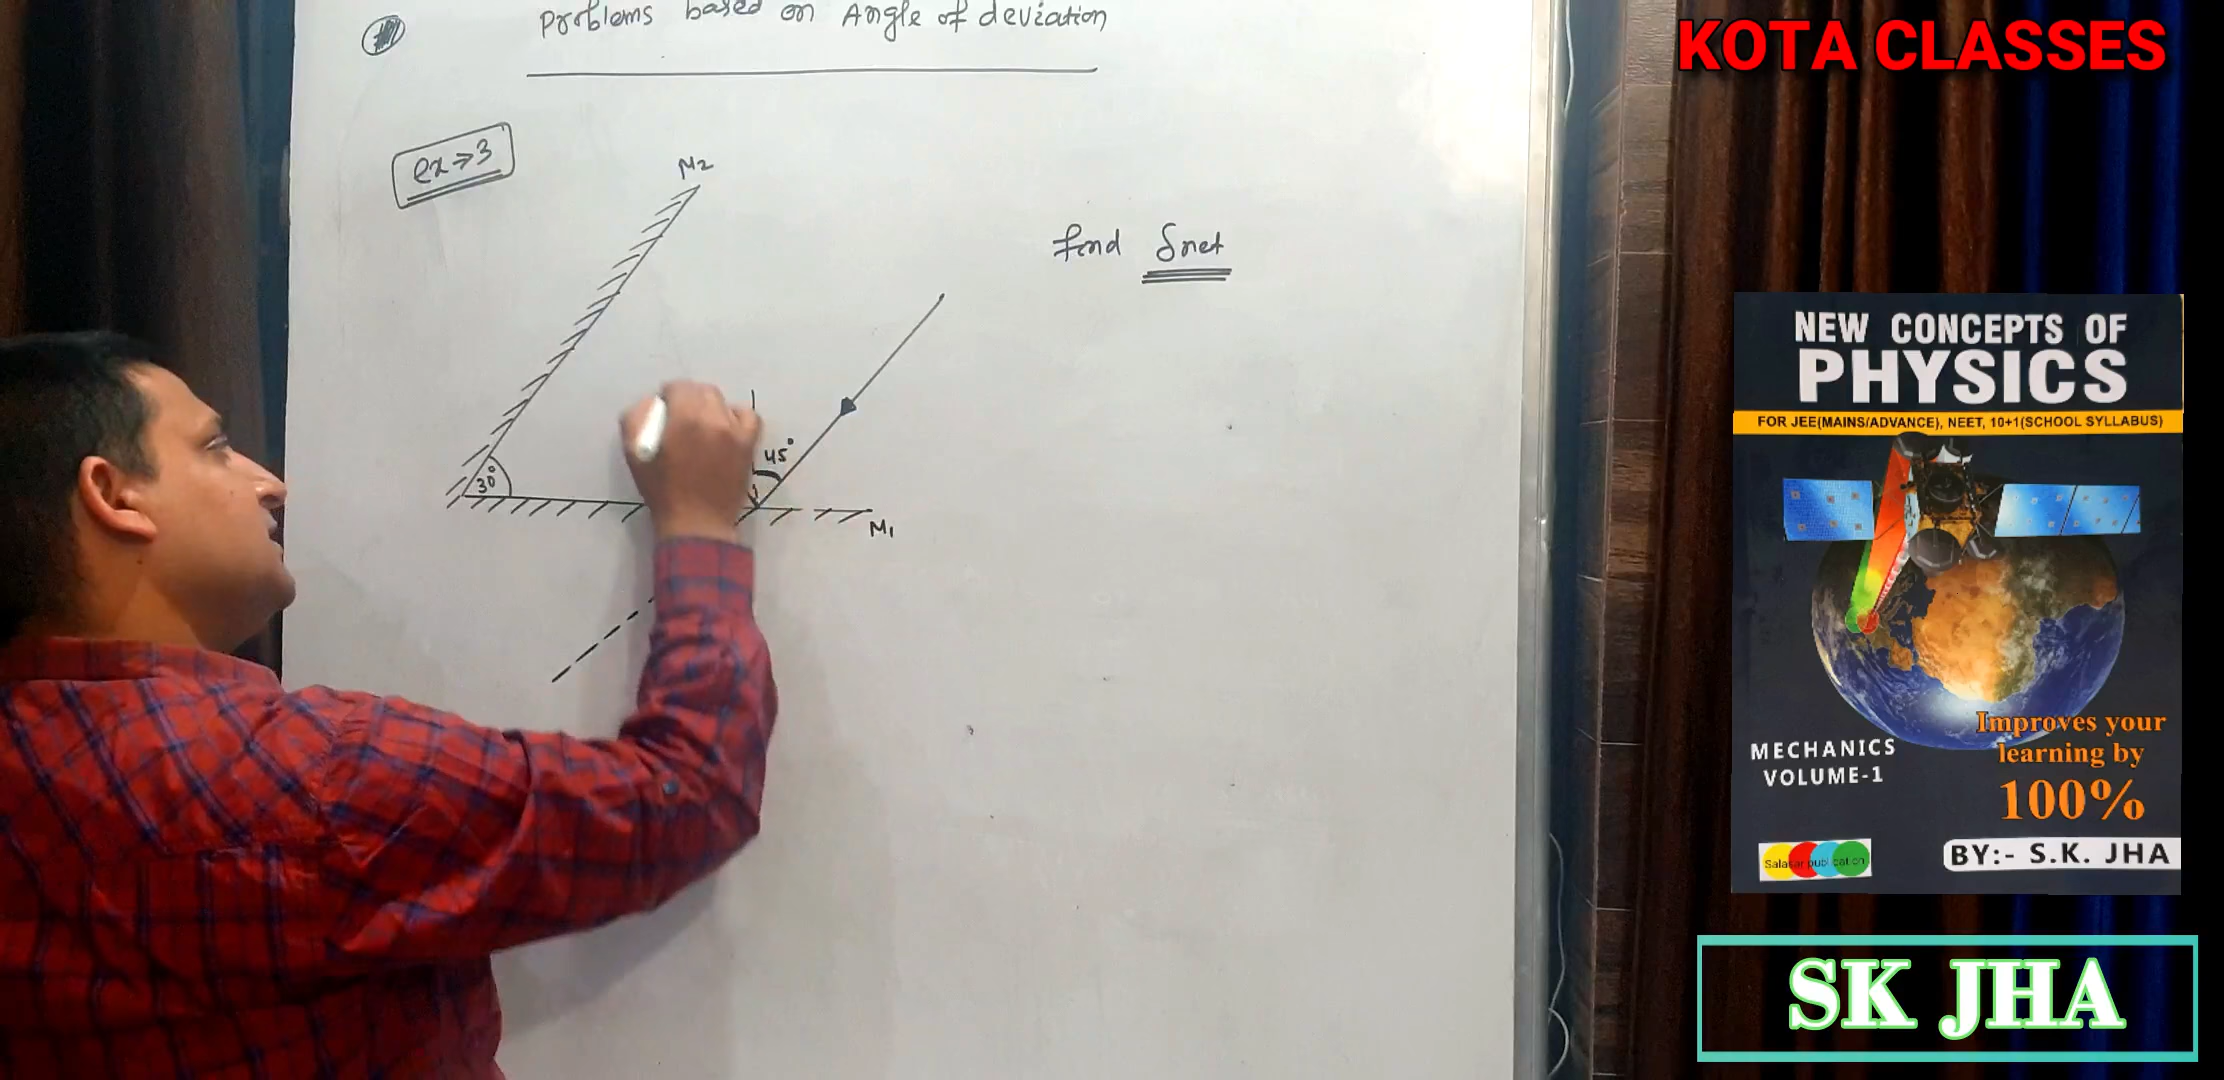 Problems based on Angle of deviation
KOTA CLASSES
ex⇒3
M2
find δnet
45°
30°
M1
NEW CONCEPTS OF
PHYSICS
FOR JEE(MAINS/ADVANCE), NEET, 10+1(SCHOOL SYLLABUS)
Improves your
learning by
100%
MECHANICS
VOLUME-1
Salasar publication
BY:- S.K. JHA
SK JHA